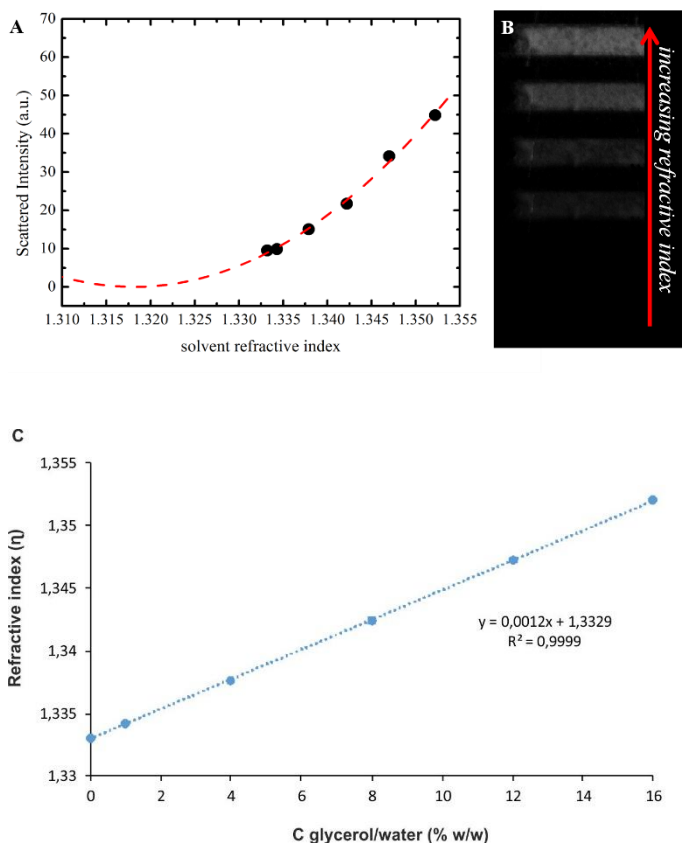 A
70
60
50
40
30
20
10
0
Scattered Intensity (a.u.)
1.310 1.315 1.320 1.325 1.330 1.335 1.340 1.345 1.350 1.355
solvent refractive index
B
increasing refractive index
C
1,355
1,35
1,345
1,34
1,335
1,33
Refractive index (η)
y = 0,0012x + 1,3329
R² = 0,9999
0 2 4 6 8 10 12 14 16
C glycerol/water (% w/w)